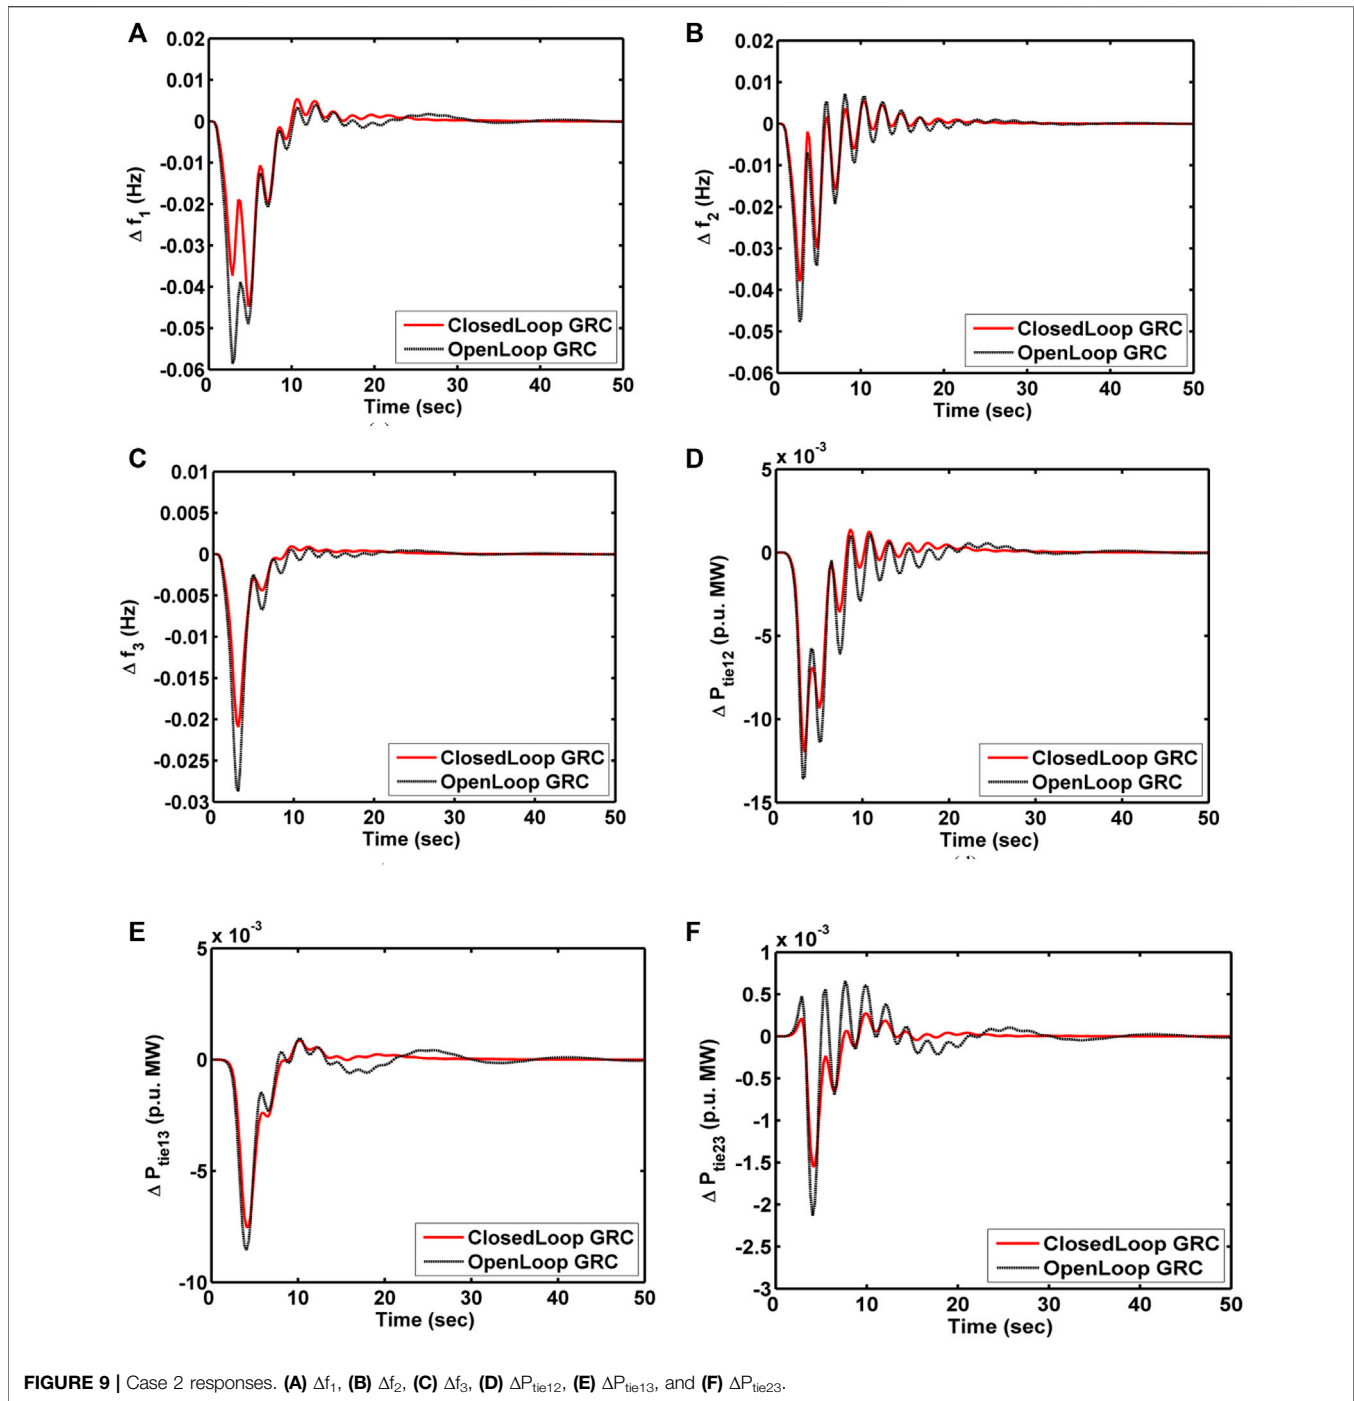 A
0.02
0.01
0
-0.01
-0.02
-0.03
-0.04
-0.05
-0.06
Δ f1 (Hz)
ClosedLoop GRC
OpenLoop GRC
0 10 20 30 40 50
Time (sec)
B
0.02
0.01
0
-0.01
-0.02
-0.03
-0.04
-0.05
-0.06
Δ f2 (Hz)
ClosedLoop GRC
OpenLoop GRC
0 10 20 30 40 50
Time (sec)
C
0.01
0.005
0
-0.005
-0.01
-0.015
-0.02
-0.025
-0.03
Δ f3 (Hz)
ClosedLoop GRC
OpenLoop GRC
0 10 20 30 40 50
Time (sec)
D
x 10-3
5
0
-5
-10
-15
Δ Ptie12 (p.u. MW)
ClosedLoop GRC
OpenLoop GRC
0 10 20 30 40 50
Time (sec)
E
x 10-3
5
0
-5
-10
Δ Ptie13 (p.u. MW)
ClosedLoop GRC
OpenLoop GRC
0 10 20 30 40 50
Time (sec)
F
x 10-3
1
0.5
0
-0.5
-1
-1.5
-2
-2.5
-3
Δ Ptie23 (p.u. MW)
ClosedLoop GRC
OpenLoop GRC
0 10 20 30 40 50
Time (sec)
FIGURE 9 | Case 2 responses. (A) Δf1, (B) Δf2, (C) Δf3, (D) ΔPtie12, (E) ΔPtie13, and (F) ΔPtie23.